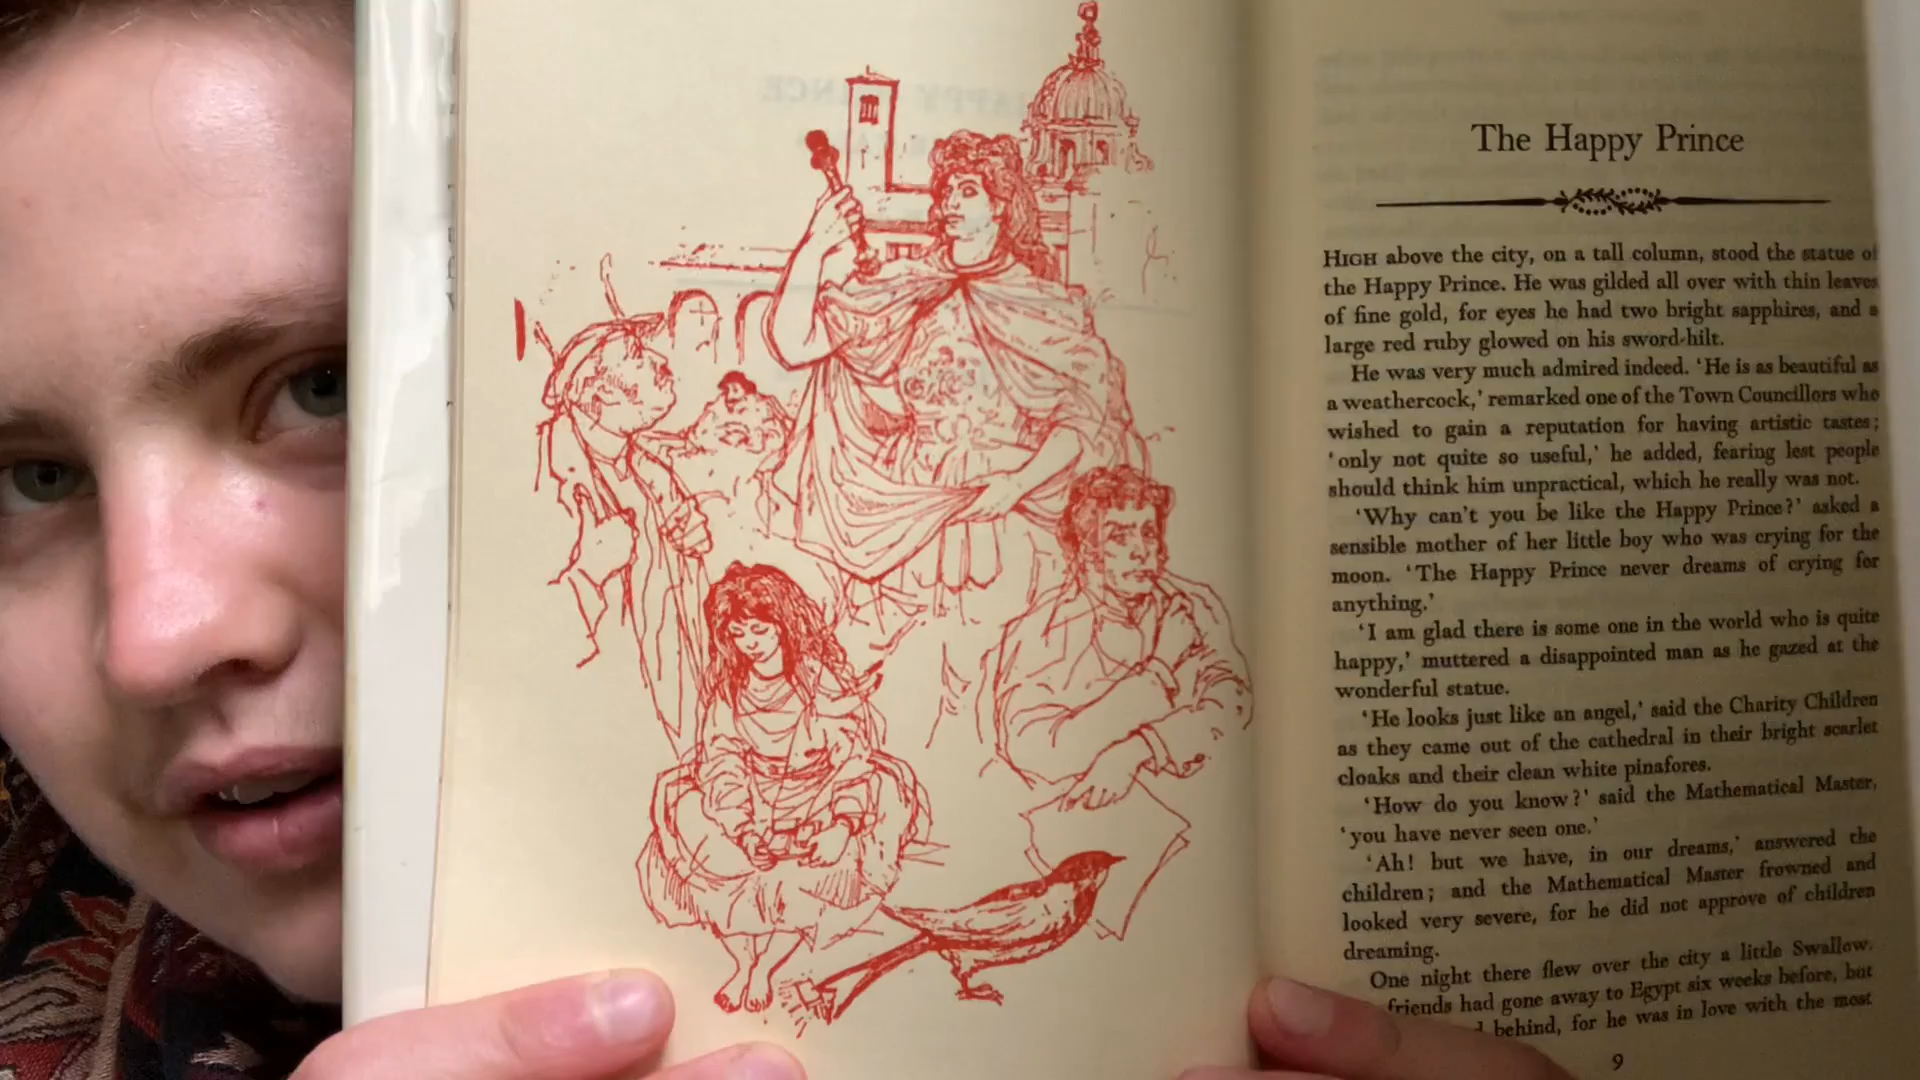 The Happy Prince
HIGH above the city, on a tall column, stood the statue of
the Happy Prince. He was gilded all over with thin leaves
of fine gold, for eyes he had two bright sapphires, and a
large red ruby glowed on his sword-hilt.
He was very much admired indeed. ‘He is as beautiful as
a weathercock,’ remarked one of the Town Councillors who
wished to gain a reputation for having artistic tastes;
‘only not quite so useful,’ he added, fearing lest people
should think him unpractical, which he really was not.
‘Why can’t you be like the Happy Prince?’ asked a
sensible mother of her little boy who was crying for the
moon. ‘The Happy Prince never dreams of crying for
anything.’
‘I am glad there is some one in the world who is quite
happy,’ muttered a disappointed man as he gazed at the
wonderful statue.
‘He looks just like an angel,’ said the Charity Children
as they came out of the cathedral in their bright scarlet
cloaks and their clean white pinafores.
‘How do you know?’ said the Mathematical Master,
‘you have never seen one.’
‘Ah! but we have, in our dreams,’ answered the
children; and the Mathematical Master frowned and
looked very severe, for he did not approve of children
dreaming.
One night there flew over the city a little Swallow.
friends had gone away to Egypt six weeks before, but
behind, for he was in love with the most
9